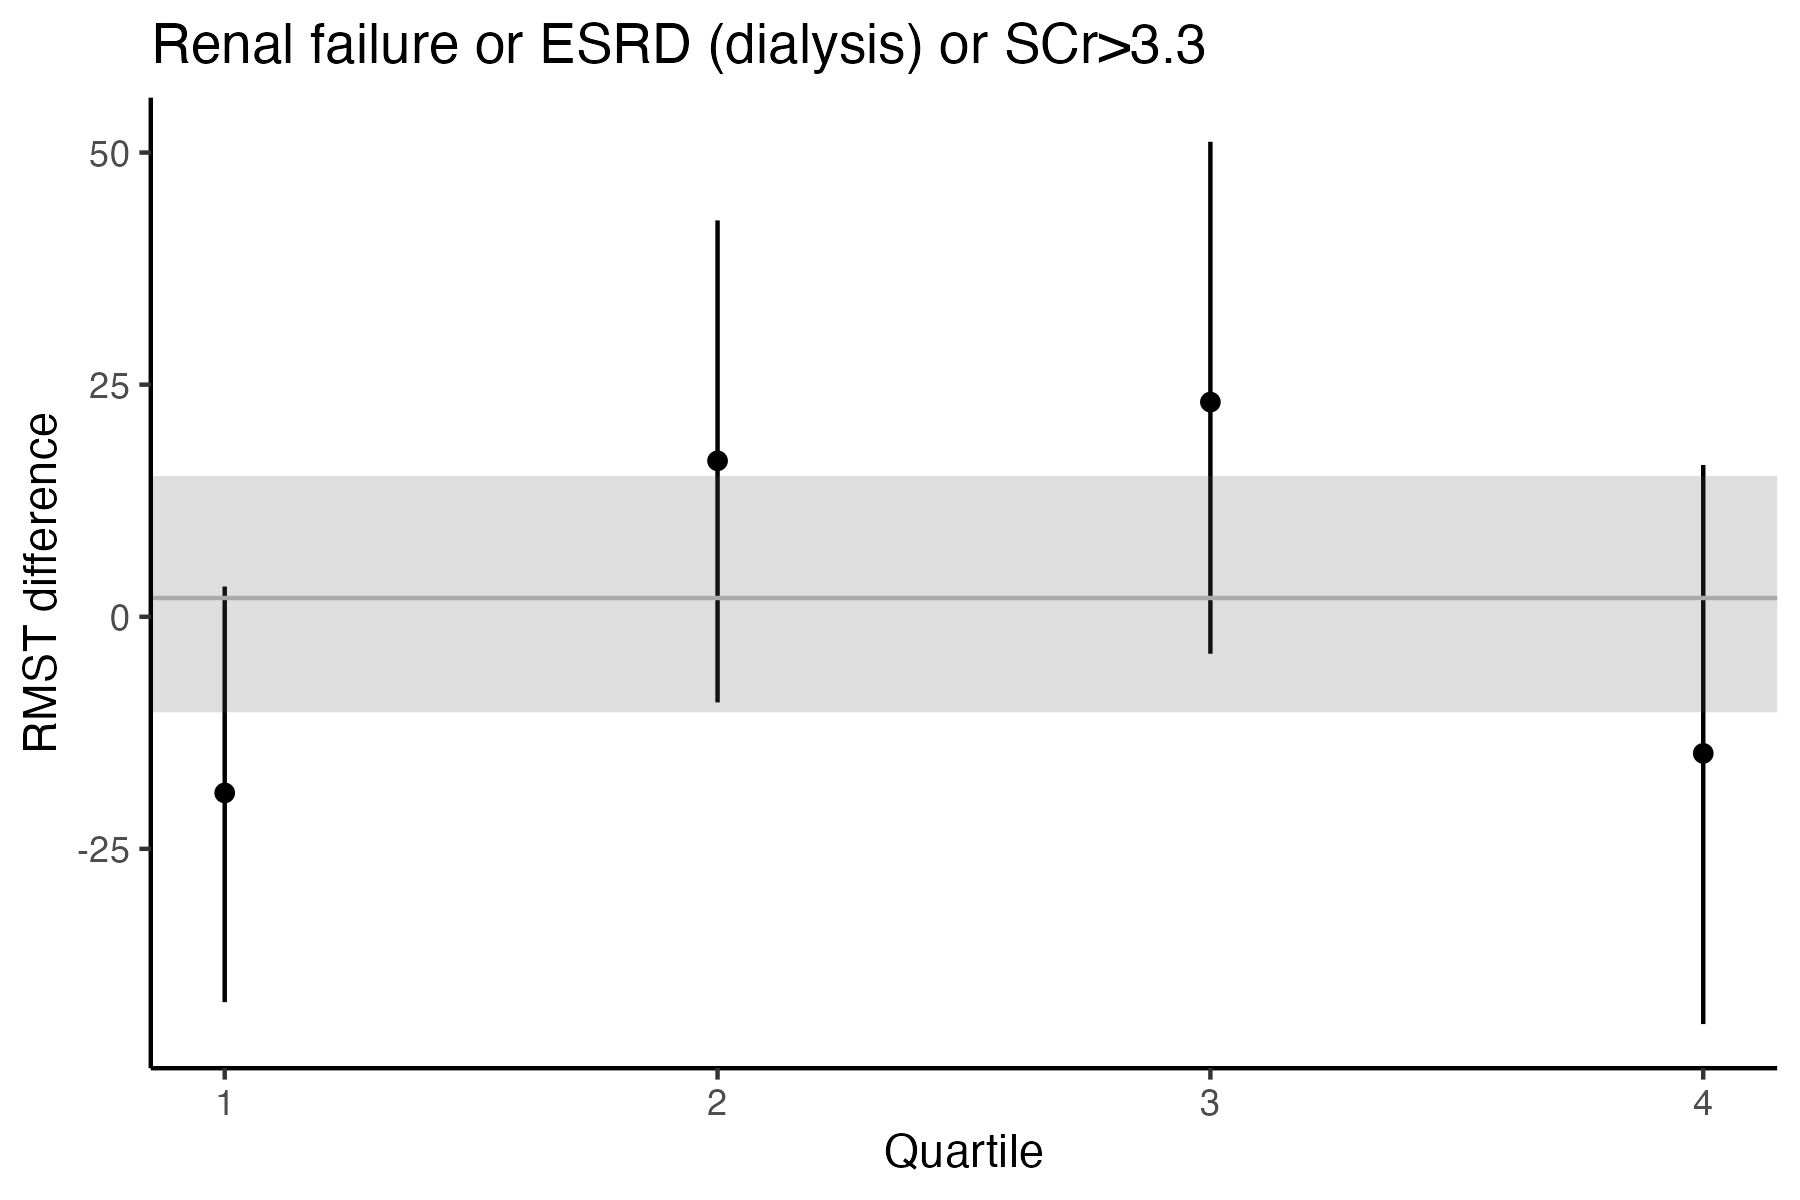 Renal failure or ESRD (dialysis) or SCr>3.3
50
25
0
-25
RMST difference
1 2 3 4
Quartile